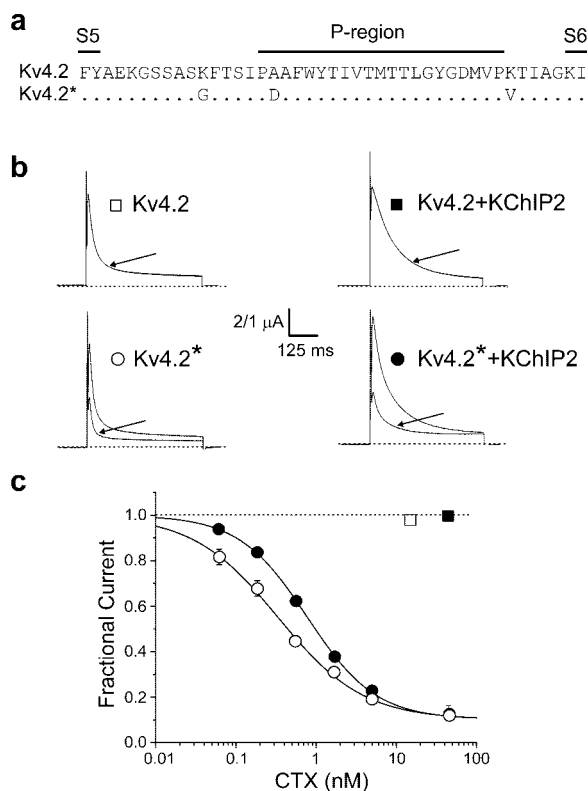 a
S5 P-region S6
Kv4.2 FYAEKGSSASKFTSIPAAFWYTIVTMTTLGYGDMVPKTIAGKI
Kv4.2* ..........G.....D...................V......
b
Kv4.2
Kv4.2+KChIP2
2/1 μA
125 ms
Kv4.2*
Kv4.2*+KChIP2
c
Fractional Current
1.0
0.8
0.6
0.4
0.2
0.0
0.01 0.1 1 10 100
CTX (nM)